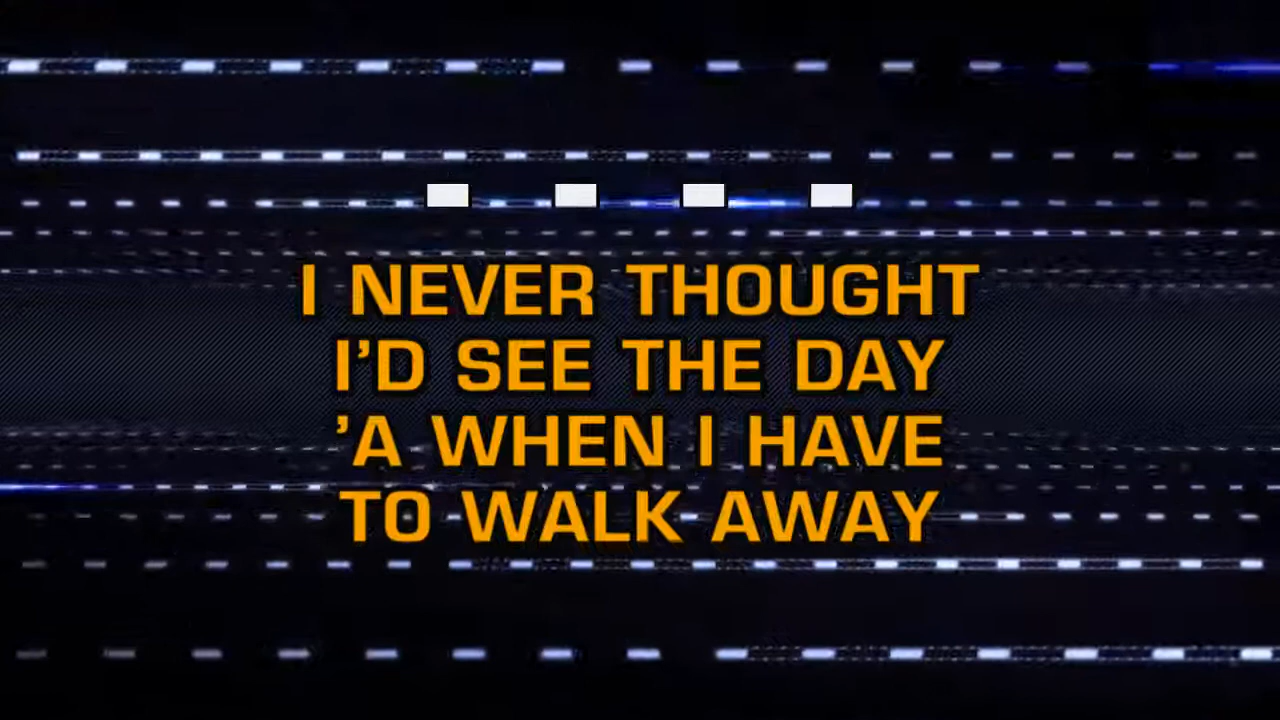 I NEVER THOUGHT
I’D SEE THE DAY
’A WHEN I HAVE
TO WALK AWAY